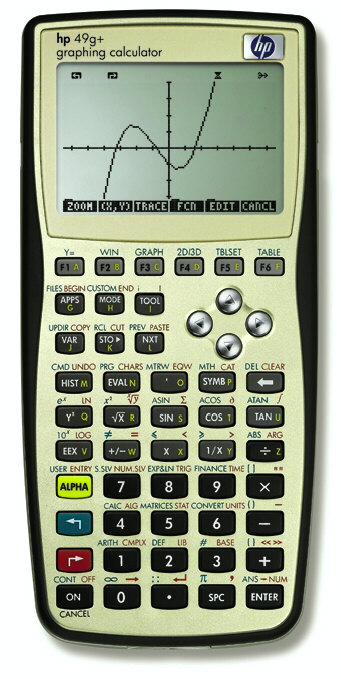 hp 49g+
graphing calculator
hp
ZOOM (X,Y) TRACE FCN EDIT CANCL
Y= WIN GRAPH 2D/3D TBLSET TABLE
F1 A F2 B F3 C F4 D F5 E F6 F
FILES BEGIN CUSTOM END i I
APPS G MODE H TOOL I
UPDIR COPY RCL CUT PREV PASTE
VAR J STO▶ K NXT L
CMD UNDO PRG CHARS MTRW EQW MTH CAT DEL CLEAR
HIST M EVAL N ' O SYMB P
eˣ LN x² ˣ√y ASIN Σ ACOS ∂ ATAN ∫
Yˣ Q √X R SIN S COS T TAN U
10ˣ LOG ≠ = ≤ < ≥ > ABS ARG
EEX V +/− W X X 1/X Y ÷ Z
USER ENTRY S.SLV NUM.SLV EXP&LN TRIG FINANCE TIME [ ] " "
ALPHA 7 8 9 ×
CALC ALG MATRICES STAT CONVERT UNITS ( ) _
4 5 6 −
ARITH CMPLX DEF LIB # BASE { } « »
1 2 3 +
CONT OFF ∞ → : : ↵ π , ANS→NUM
ON 0 • SPC ENTER
CANCEL